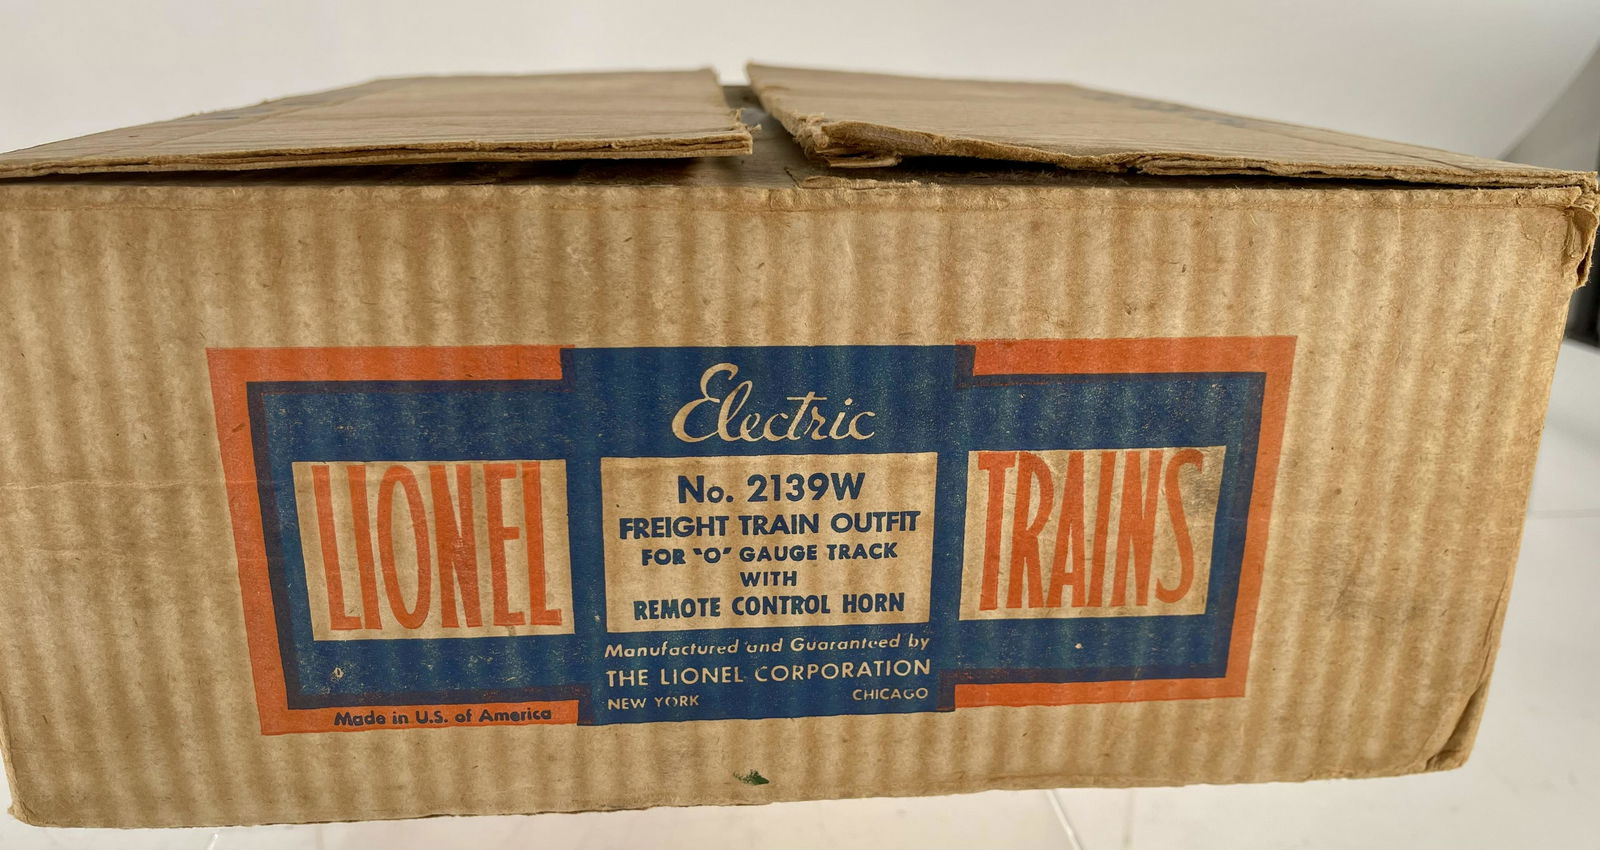 LIONEL
Electric
No. 2139W
FREIGHT TRAIN OUTFIT
FOR "O" GAUGE TRACK
WITH
REMOTE CONTROL HORN
Manufactured and Guaranteed by
THE LIONEL CORPORATION
NEW YORK CHICAGO
TRAINS
Made in U.S. of America